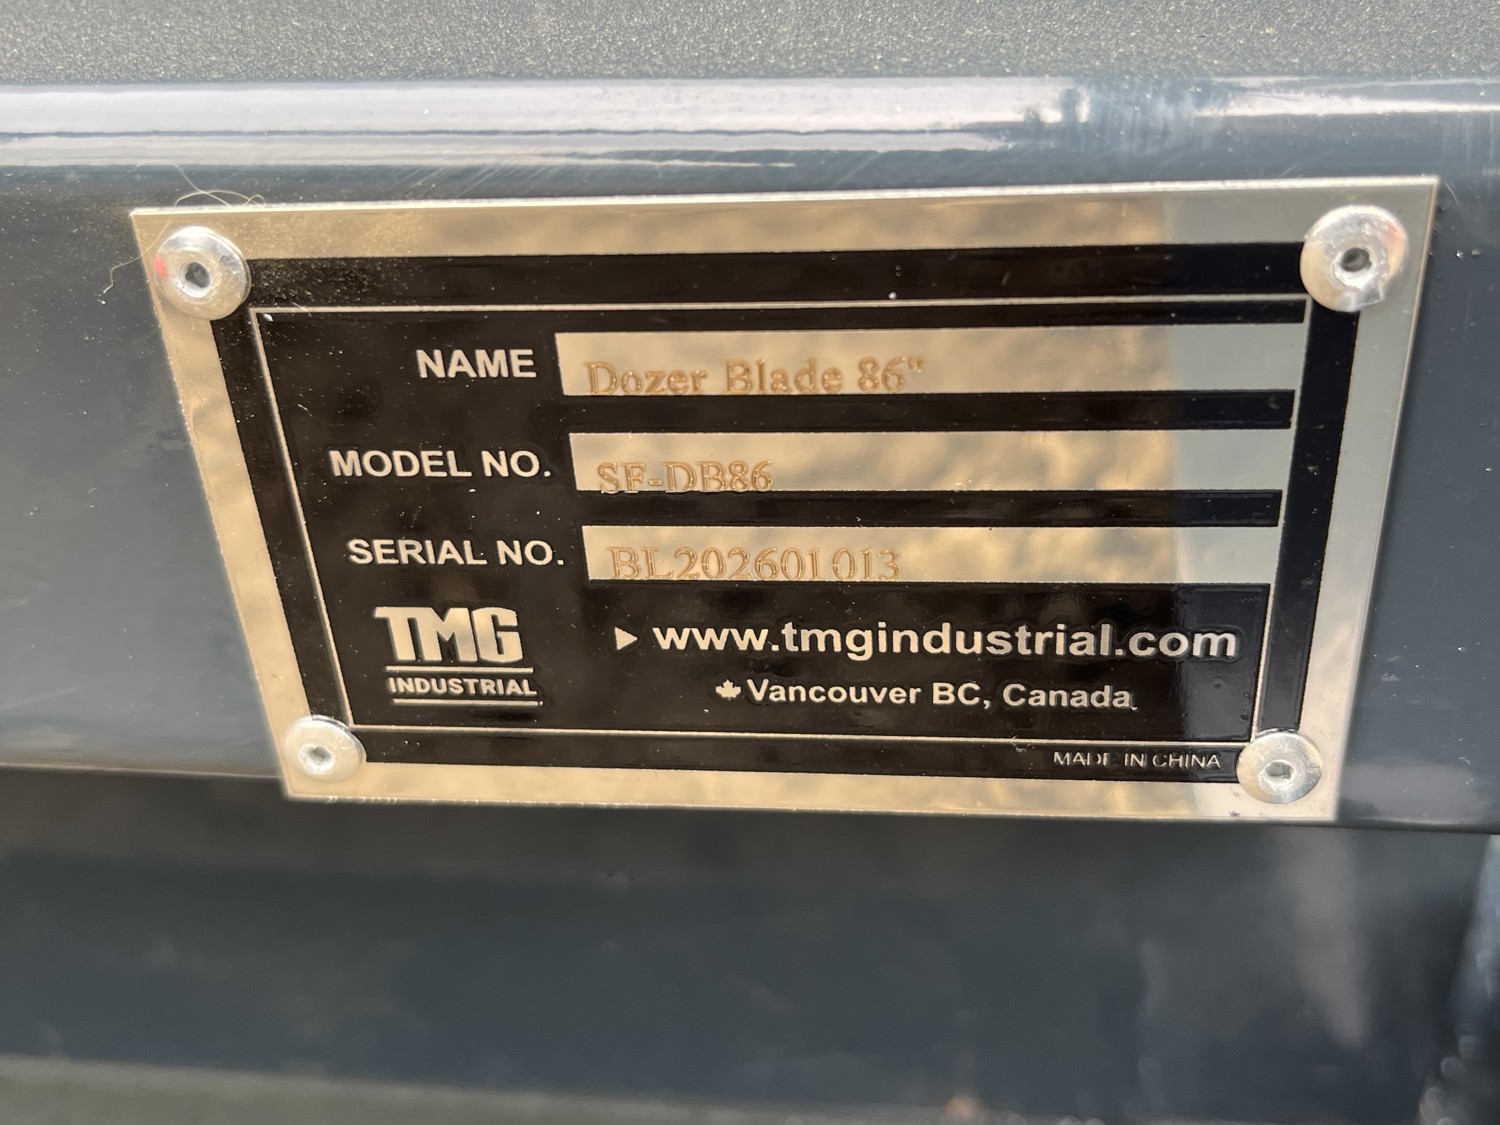 NAME Dozer Blade 86"
MODEL NO. SF-DB86
SERIAL NO. BL202601013
TMG
INDUSTRIAL
www.tmgindustrial.com
Vancouver BC, Canada
MADE IN CHINA